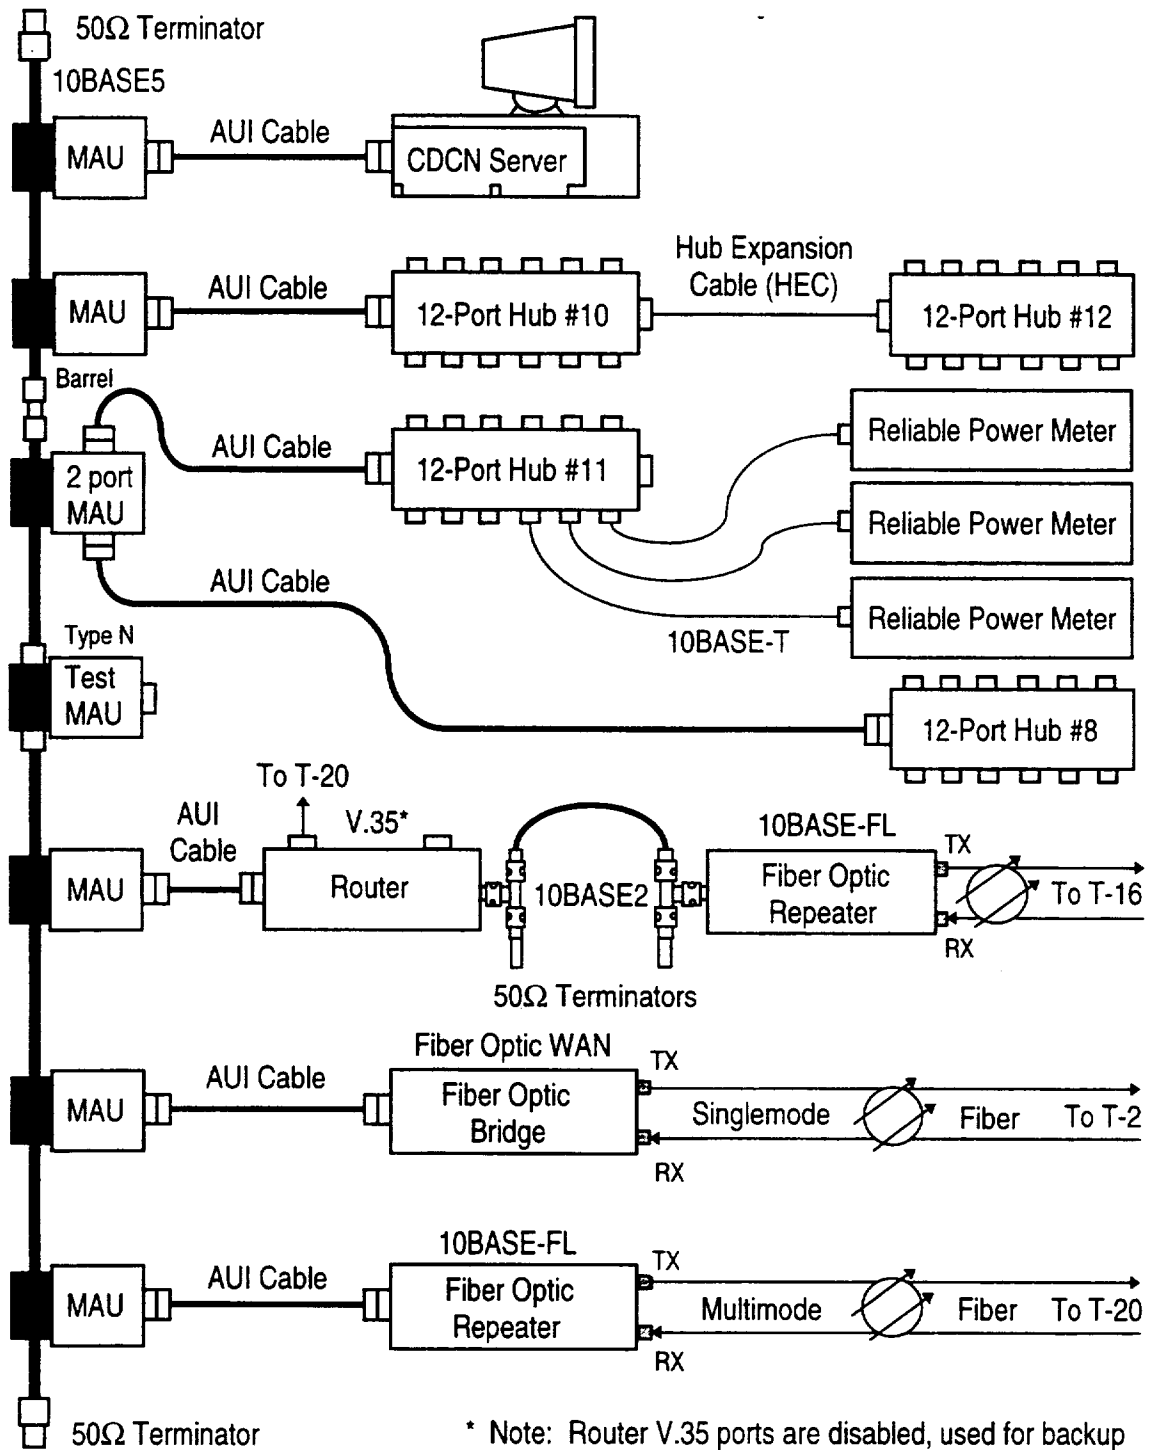 50Ω Terminator
10BASE5
MAU
AUI Cable
CDCN Server
MAU
AUI Cable
12-Port Hub #10
Hub Expansion
Cable (HEC)
12-Port Hub #12
Barrel
2 port
MAU
AUI Cable
12-Port Hub #11
Reliable Power Meter
Reliable Power Meter
Reliable Power Meter
10BASE-T
AUI Cable
12-Port Hub #8
Type N
Test
MAU
MAU
AUI
Cable
To T-20
V.35*
Router
10BASE2
50Ω Terminators
10BASE-FL
Fiber Optic
Repeater
TX
To T-16
RX
MAU
AUI Cable
Fiber Optic WAN
Fiber Optic
Bridge
TX
Singlemode
Fiber
To T-2
RX
MAU
AUI Cable
10BASE-FL
Fiber Optic
Repeater
TX
Multimode
Fiber
To T-20
RX
50Ω Terminator
* Note: Router V.35 ports are disabled, used for backup